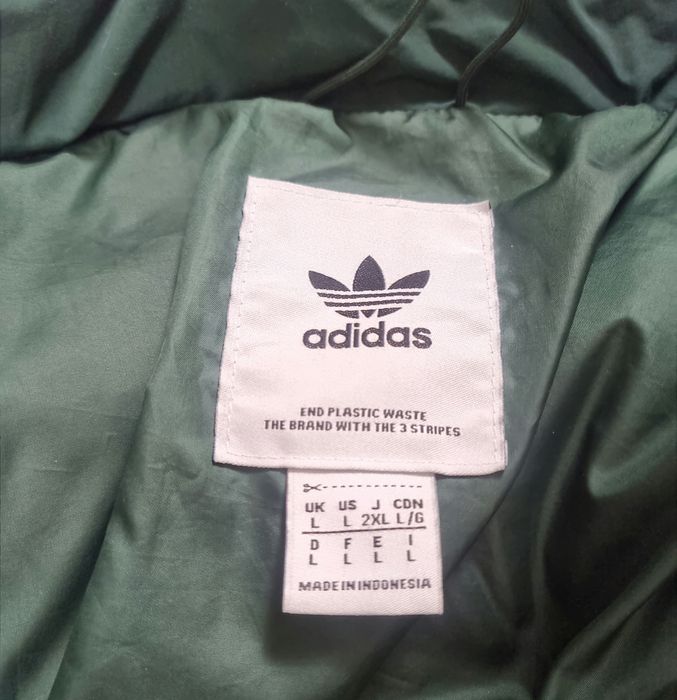 adidas
END PLASTIC WASTE
THE BRAND WITH THE 3 STRIPES
UK US J CDN
L L 2XL L/G
D F E I
L L L L
MADE IN INDONESIA